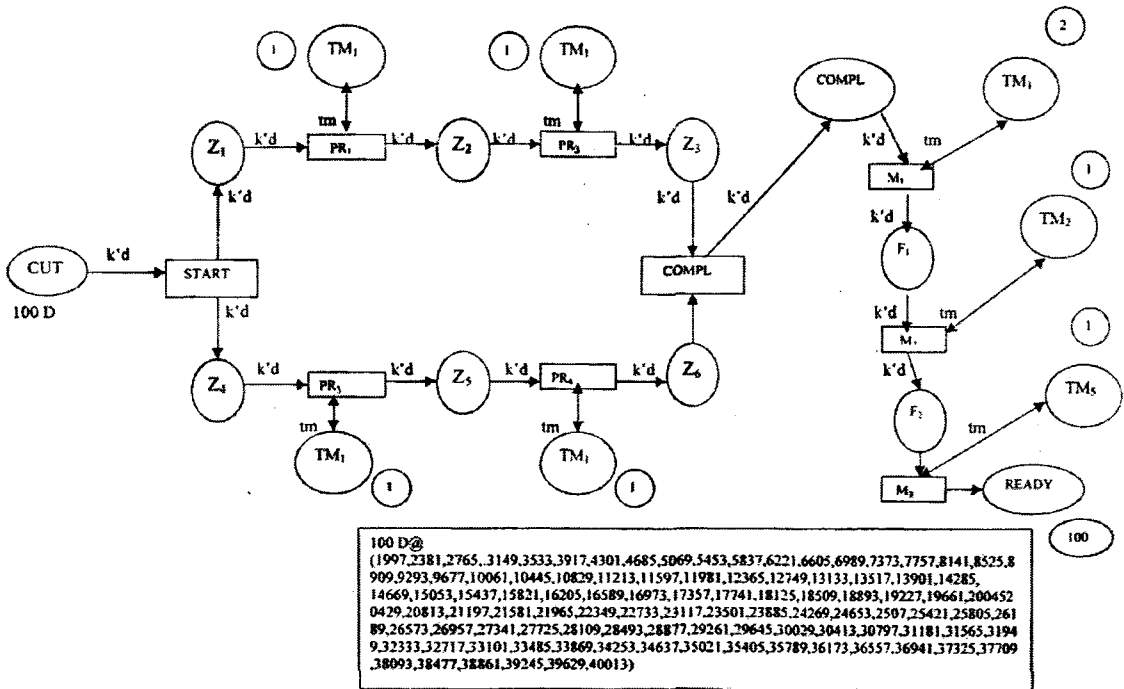 1
TM₁
1
TM₁
2
COMPL
TM₁
tm
tm
k'd
tm
Z₁
k'd
PR₁
k'd
Z₂
k'd
PR₂
k'd
Z₃
M₁
1
k'd
k'd
k'd
TM₂
k'd
CUT
START
COMPL
F₁
100 D
k'd
k'd
tm
1
M₂
k'd
Z₄
k'd
PR₃
k'd
Z₅
k'd
PR₄
k'd
Z₆
TM₅
F₂
tm
tm
tm
TM₁
TM₁
1
1
M₃
READY
100
100 D@
(1997,2381,2765,.3149,3533,3917,4301,4685,5069,5453,5837,6221,6605,6989,7373,7757,8141,8525,8
909,9293,9677,10061,10445,10829,11213,11597,11981,12365,12749,13133,13517,13901,14285,
14669,15053,15437,15821,16205,16589,16973,17357,17741,18125,18509,18893,19227,19661,200452
0429,20813,21197,21581,21965,22349,22733,23117,23501,23885,24269,24653,2507,25421,25805,261
89,26573,26957,27341,27725,28109,28493,28877,29261,29645,30029,30413,30797,31181,31565,3194
9,32333,32717,33101,33485,33869,34253,34637,35021,35405,35789,36173,36557,36941,37325,37709
,38093,38477,38861,39245,39629,40013)